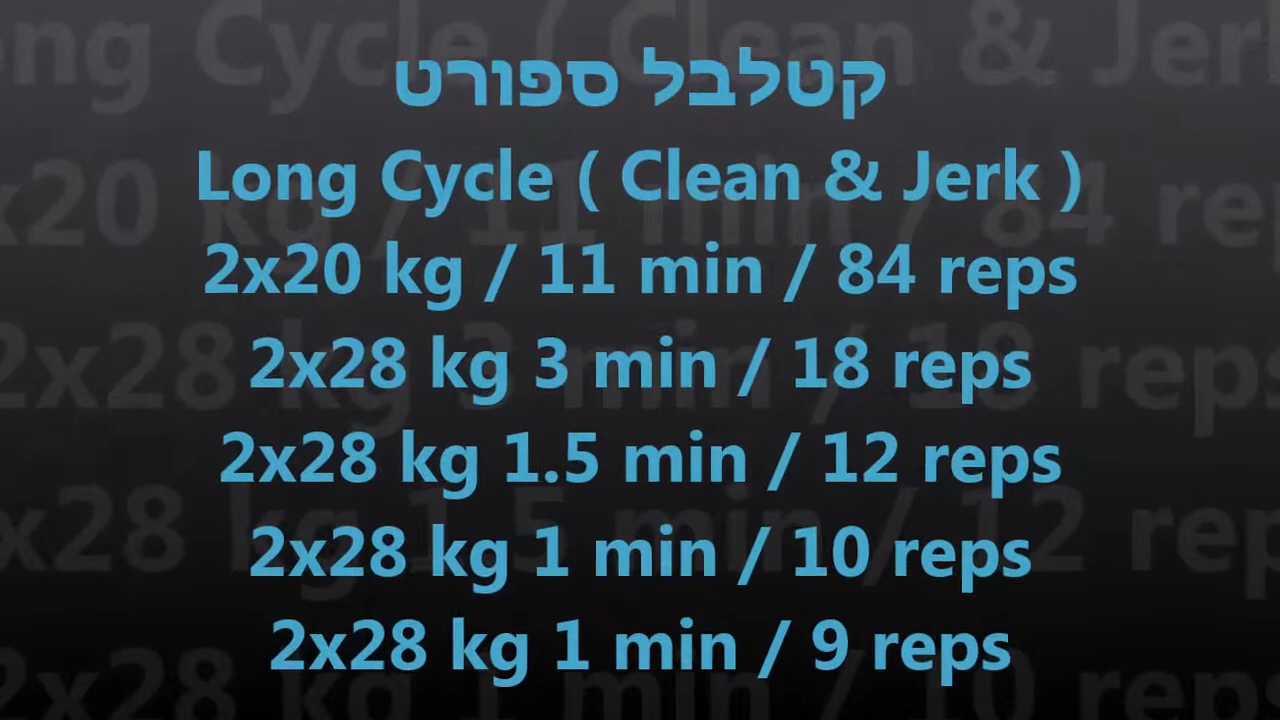 קטלבל ספורט
Long Cycle ( Clean & Jerk )
2x20 kg / 11 min / 84 reps
2x28 kg 3 min / 18 reps
2x28 kg 1.5 min / 12 reps
2x28 kg 1 min / 10 reps
2x28 kg 1 min / 9 reps